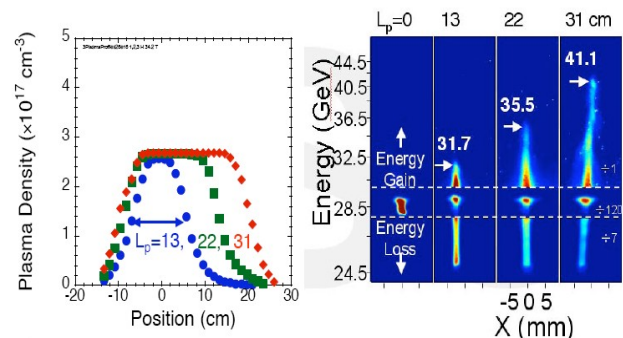 Plasma Density (×10¹⁷ cm⁻³)
5
4
3
2
1
0
-20 -10 0 10 20 30
Position (cm)
Lp=13, 22, 31
Lp=0 13 22 31 cm
Energy (GeV)
44.5
40.5
36.5
32.5
28.5
24.5
41.1
35.5
31.7
Energy
Gain
÷1
÷120
Energy
Loss
÷7
-5 0 5
X (mm)